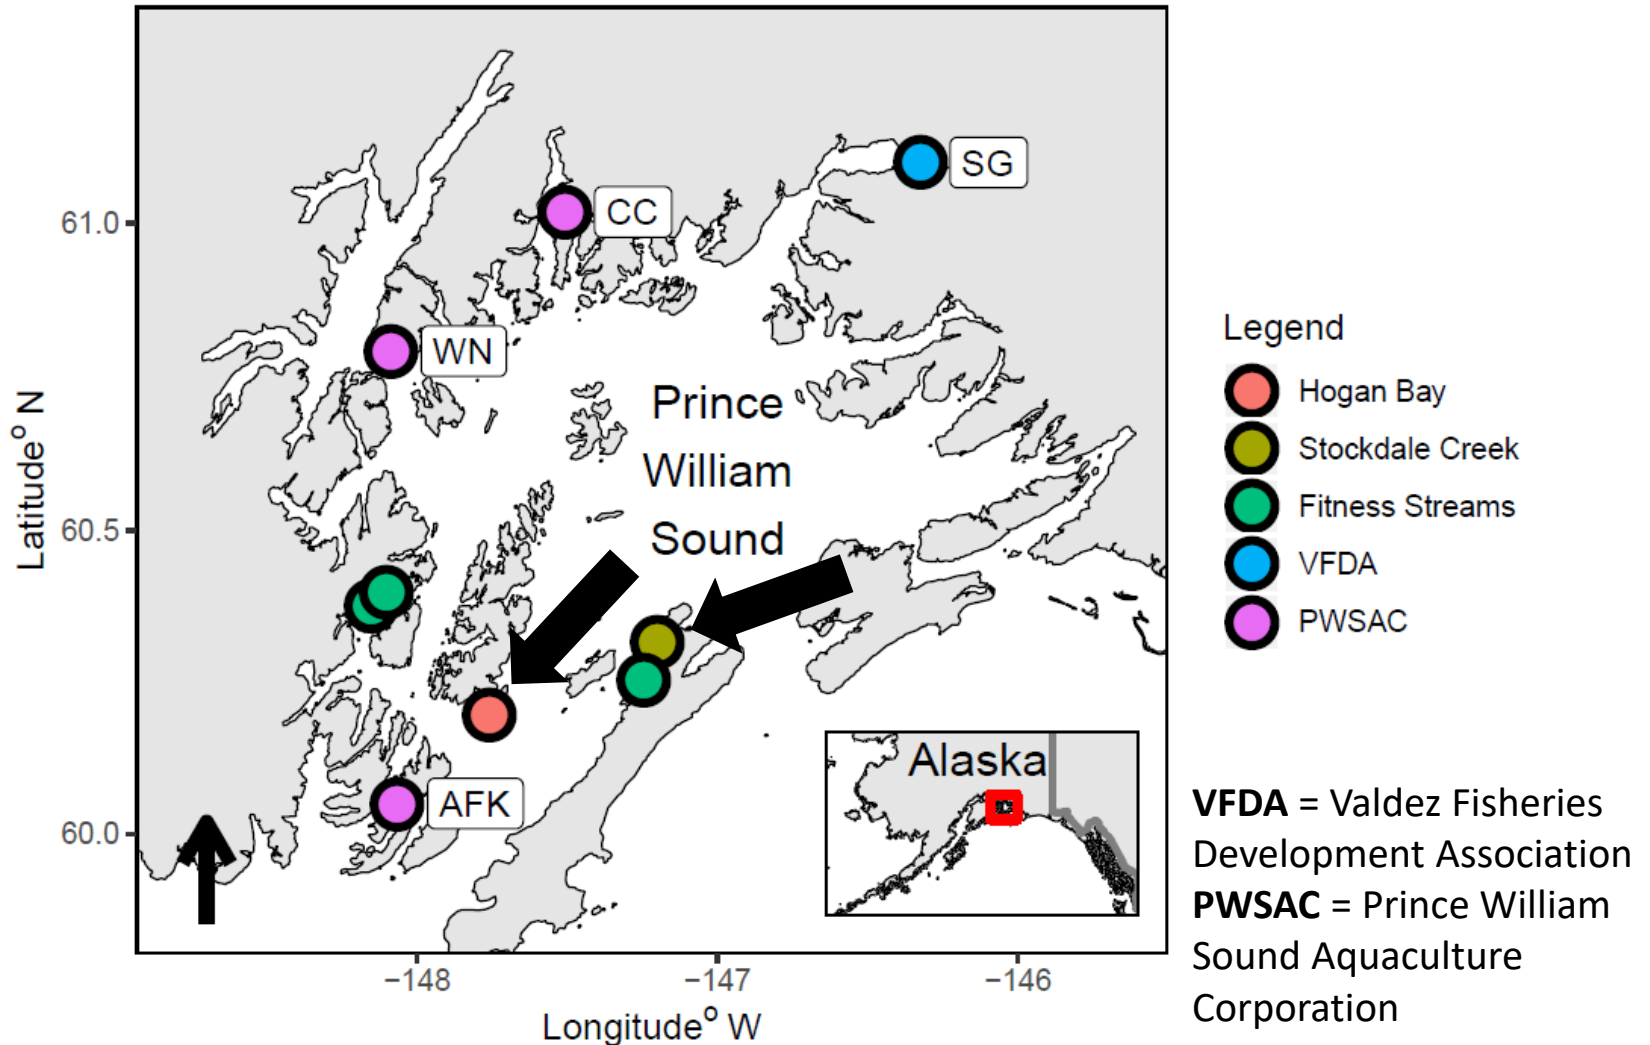 SG
CC
61.0
WN
Prince
William
Sound
Latitude° N
60.5
AFK
60.0
Alaska
−148
−147
−146
Longitude° W
Legend
Hogan Bay
Stockdale Creek
Fitness Streams
VFDA
PWSAC
VFDA = Valdez Fisheries
Development Association
PWSAC = Prince William
Sound Aquaculture
Corporation